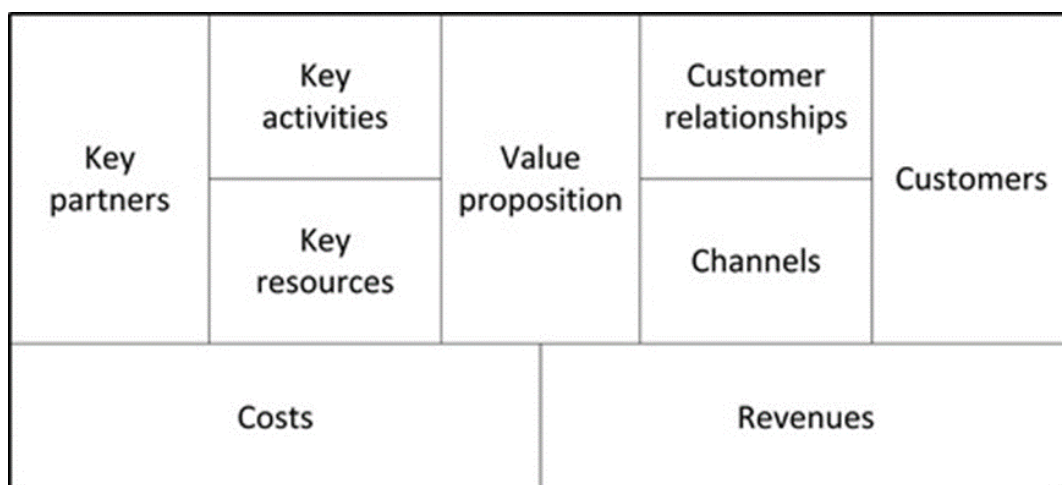 Key
partners
Key
activities
Key
resources
Value
proposition
Customer
relationships
Channels
Customers
Costs
Revenues